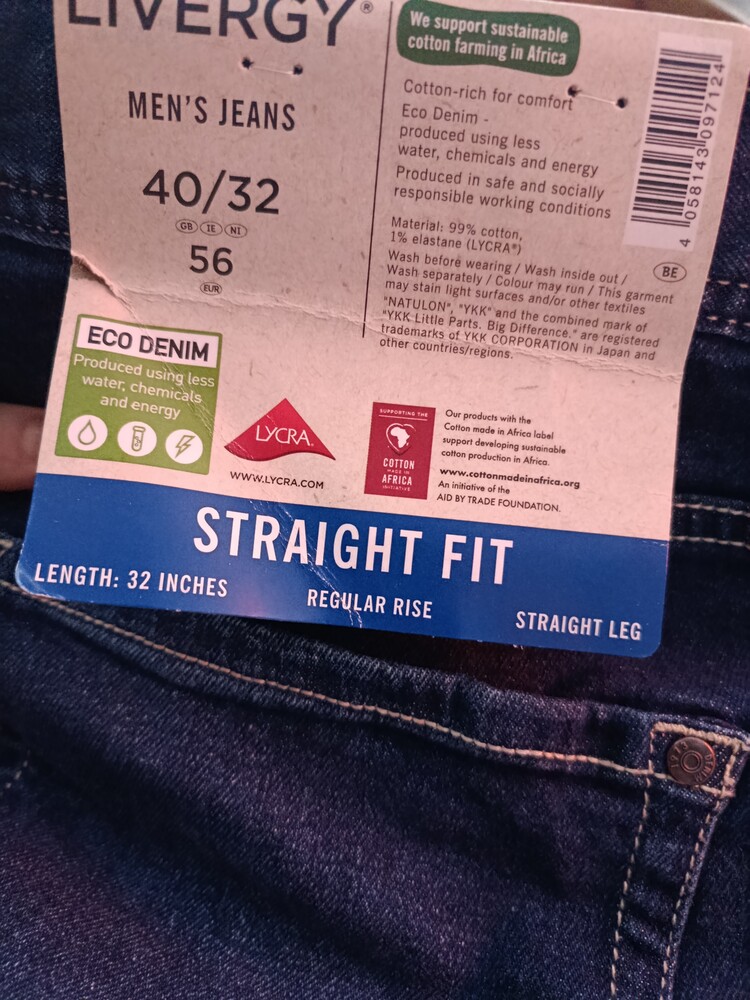 LIVERGY®
MEN'S JEANS
40/32
GB IE NI
56
EUR
We support sustainable
cotton farming in Africa
Cotton-rich for comfort
Eco Denim -
produced using less
water, chemicals and energy
Produced in safe and socially
responsible working conditions
Material: 99% cotton,
1% elastane (LYCRA®)
Wash before wearing / Wash inside out /
Wash separately / Colour may run / This garment
may stain light surfaces and/or other textiles
"NATULON", "YKK" and the combined mark of
"YKK Little Parts. Big Difference." are registered
trademarks of YKK CORPORATION in Japan and
other countries/regions.
4 058143 097124
BE
ECO DENIM
Produced using less
water, chemicals
and energy
LYCRA®
WWW.LYCRA.COM
SUPPORTING THE
COTTON
MADE IN
AFRICA
INITIATIVE
Our products with the
Cotton made in Africa label
support developing sustainable
cotton production in Africa.
www.cottonmadeinafrica.org
An initiative of the
AID BY TRADE FOUNDATION.
STRAIGHT FIT
LENGTH: 32 INCHES
REGULAR RISE
STRAIGHT LEG